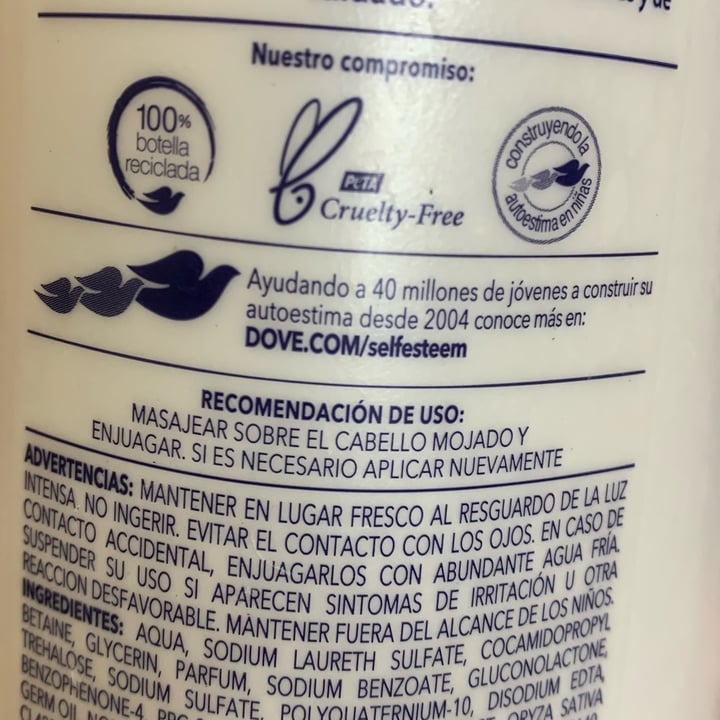 y de
Nuestro compromiso:
100%
botella
reciclada
PETA
Cruelty-Free
construyendo la
autoestima en niñas
Ayudando a 40 millones de jóvenes a construir su
autoestima desde 2004 conoce más en:
DOVE.COM/selfesteem
RECOMENDACIÓN DE USO:
MASAJEAR SOBRE EL CABELLO MOJADO Y
ENJUAGAR. SI ES NECESARIO APLICAR NUEVAMENTE
ADVERTENCIAS: MANTENER EN LUGAR FRESCO AL RESGUARDO DE LA LUZ
INTENSA. NO INGERIR. EVITAR EL CONTACTO CON LOS OJOS. EN CASO DE
CONTACTO ACCIDENTAL, ENJUAGARLOS CON ABUNDANTE AGUA FRÍA.
SUSPENDER SU USO SI APARECEN SINTOMAS DE IRRITACIÓN U OTRA
REACCION DESFAVORABLE. MANTENER FUERA DEL ALCANCE DE LOS NIÑOS.
INGREDIENTES: AQUA, SODIUM LAURETH SULFATE, COCAMIDOPROPYL
BETAINE, GLYCERIN, PARFUM, SODIUM BENZOATE, GLUCONOLACTONE,
TREHALOSE, SODIUM SULFATE, POLYQUATERNIUM-10, DISODIUM EDTA,
BENZOPHENONE-4, ORYZA SATIVA
GERM OIL,